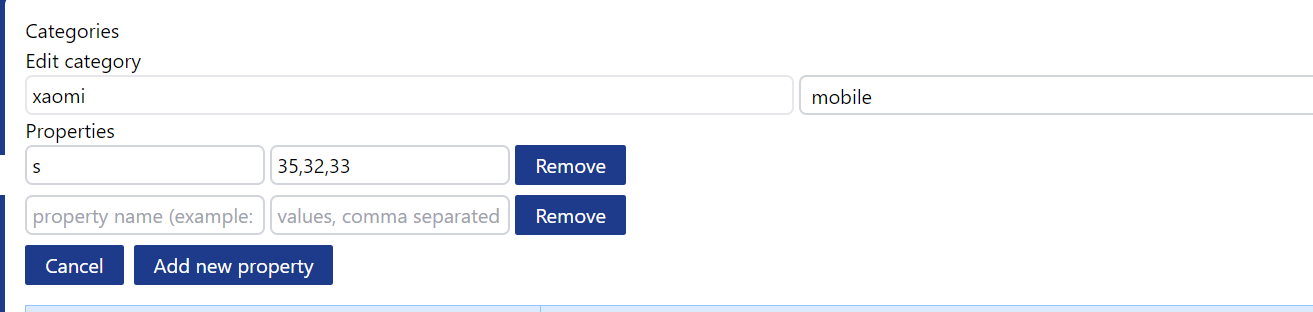 Categories
Edit category
xaomi mobile
Properties
s 35,32,33 Remove
property name (example: values, comma separated Remove
Cancel Add new property